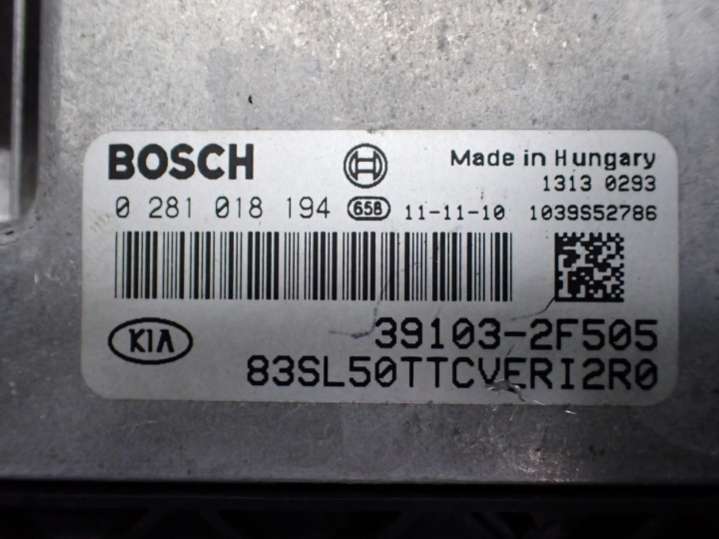 BOSCH Made in Hungary
1313 0293
0 281 018 194 658 11-11-10 1039S52786
KIA 39103-2F505
83SL50TTCVERI2R0